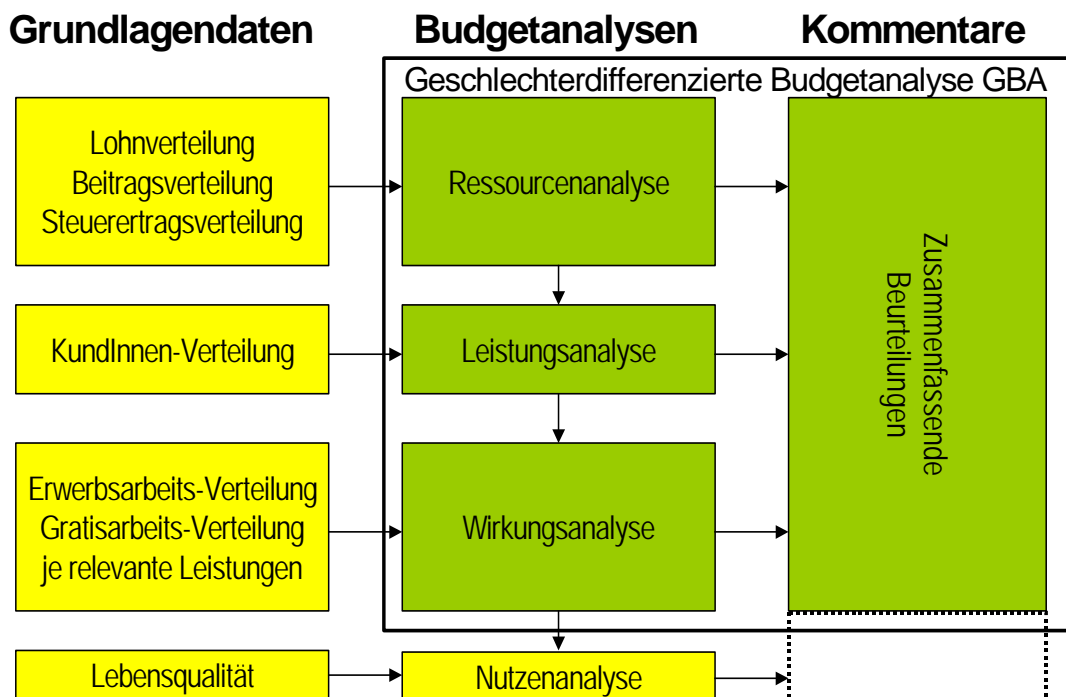 Grundlagendaten
Budgetanalysen
Kommentare
Geschlechterdifferenzierte Budgetanalyse GBA
Lohnverteilung
Beitragsverteilung
Steuerertragsverteilung
Ressourcenanalyse
Zusammenfassende
Beurteilungen
KundInnen-Verteilung
Leistungsanalyse
Erwerbsarbeits-Verteilung
Gratisarbeits-Verteilung
je relevante Leistungen
Wirkungsanalyse
Lebensqualität
Nutzenanalyse